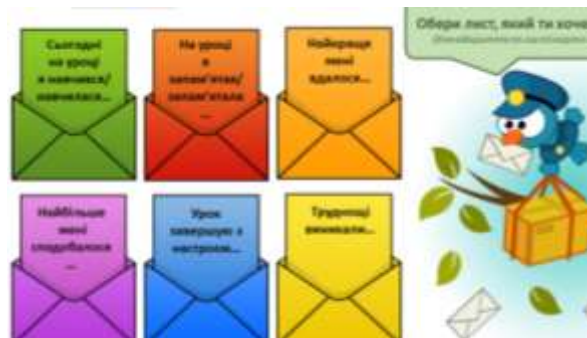 Сьогодні
на уроці
я навчився/
навчилася...
На уроці
я
запам'ятав/
запам'ятала
...
Найкраще
мені
вдалося...
Обери лист, який ти хоч
Найбільше
мені
сподобалося
...
Урок
завершую з
настроєм...
Труднощі
виникали...